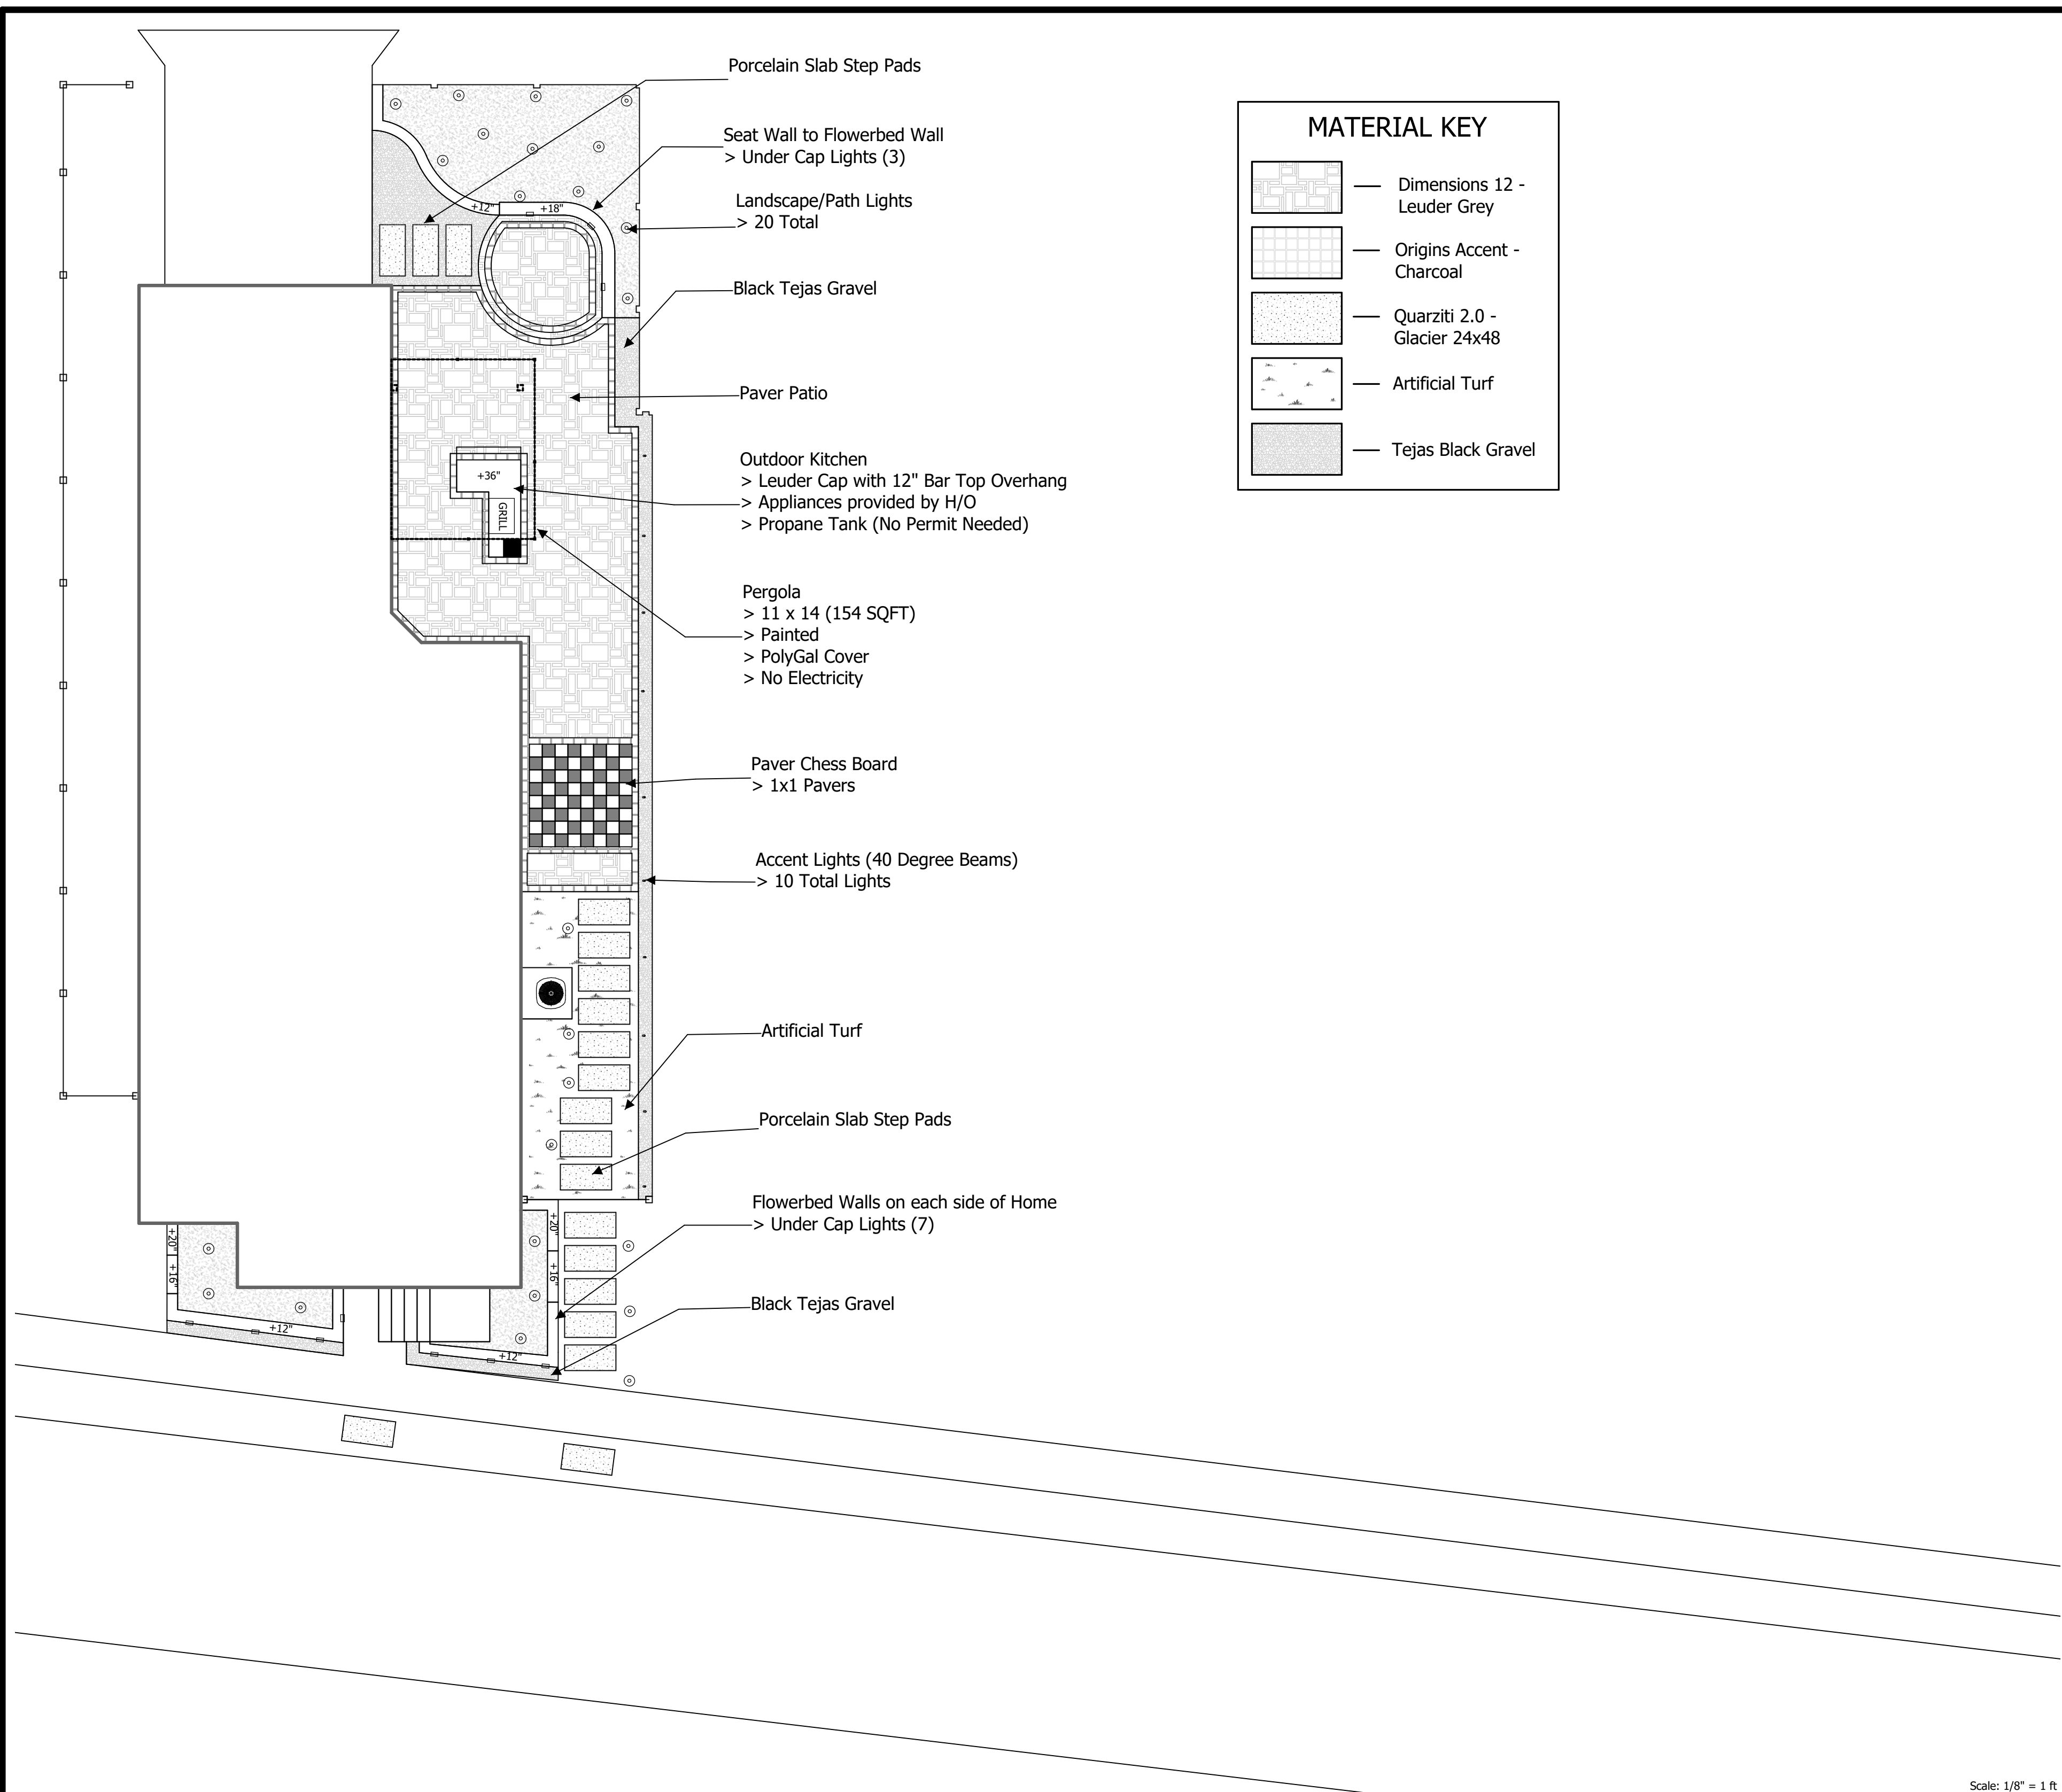 Porcelain Slab Step Pads
Seat Wall to Flowerbed Wall
> Under Cap Lights (3)
Landscape/Path Lights
> 20 Total
Black Tejas Gravel
Paver Patio
Outdoor Kitchen
> Leuder Cap with 12" Bar Top Overhang
> Appliances provided by H/O
> Propane Tank (No Permit Needed)
Pergola
> 11 x 14 (154 SQFT)
> Painted
> PolyGal Cover
> No Electricity
Paver Chess Board
> 1x1 Pavers
Accent Lights (40 Degree Beams)
> 10 Total Lights
Artificial Turf
Porcelain Slab Step Pads
Flowerbed Walls on each side of Home
> Under Cap Lights (7)
Black Tejas Gravel
+12"
+18"
+36"
GRILL
+20"
+16"
+12"
+20"
+16"
+12"
MATERIAL KEY
Dimensions 12 -
Leuder Grey
Origins Accent -
Charcoal
Quarziti 2.0 -
Glacier 24x48
Artificial Turf
Tejas Black Gravel
Scale: 1/8" = 1 ft